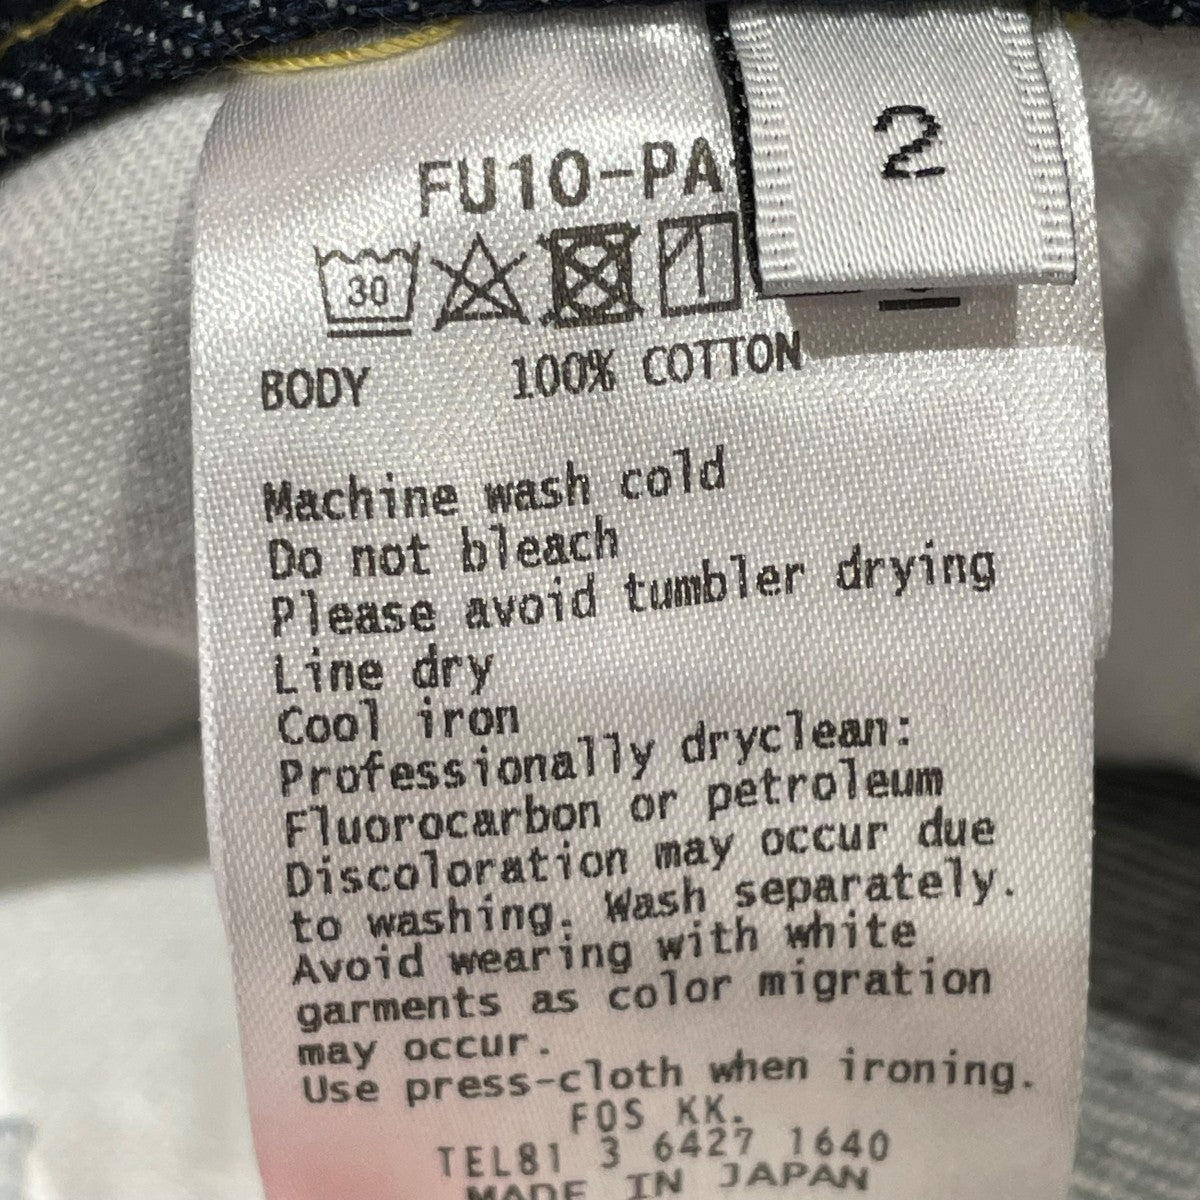 2
FU10-PA
30
BODY 100% COTTON
Machine wash cold
Do not bleach
Please avoid tumbler drying
Line dry
Cool iron
Professionally dryclean:
Fluorocarbon or petroleum
Discoloration may occur due
to washing. Wash separately.
Avoid wearing with white
garments as color migration
may occur.
Use press-cloth when ironing.
FOS KK.
TEL81 3 6427 1640
MADE IN JAPAN